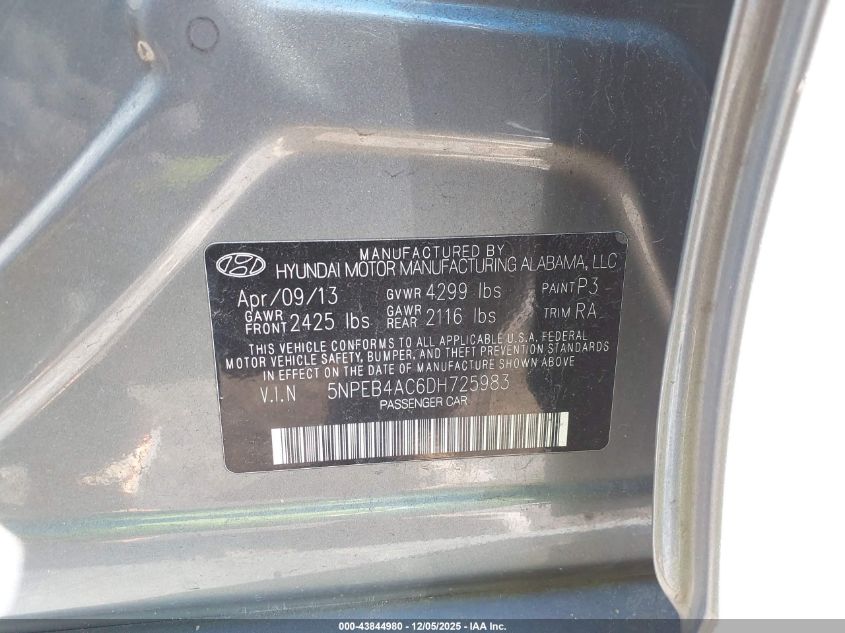 MANUFACTURED BY
HYUNDAI MOTOR MANUFACTURING ALABAMA, LLC
Apr/09/13 GVWR 4299 lbs PAINT P3
GAWR FRONT 2425 lbs GAWR REAR 2116 lbs TRIM RA
THIS VEHICLE CONFORMS TO ALL APPLICABLE U.S.A. FEDERAL
MOTOR VEHICLE SAFETY, BUMPER, AND THEFT PREVENTION STANDARDS
IN EFFECT ON THE DATE OF MANUFACTURE SHOWN ABOVE
V.I.N 5NPEB4AC6DH725983
PASSENGER CAR
000-43844980 - 12/05/2025 - IAA Inc.